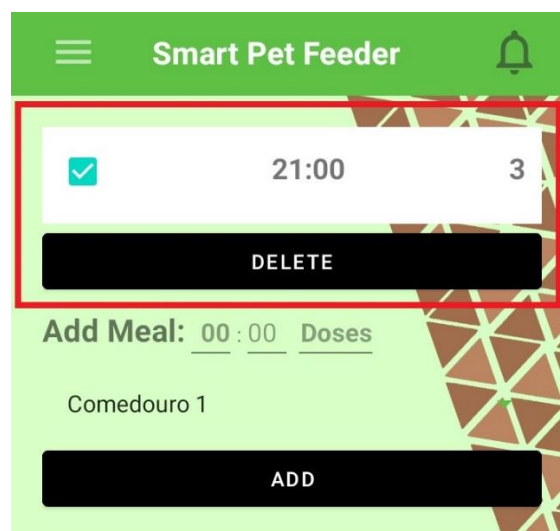 Smart Pet Feeder
21:00 3
DELETE
Add Meal: 00 : 00 Doses
Comedouro 1
ADD